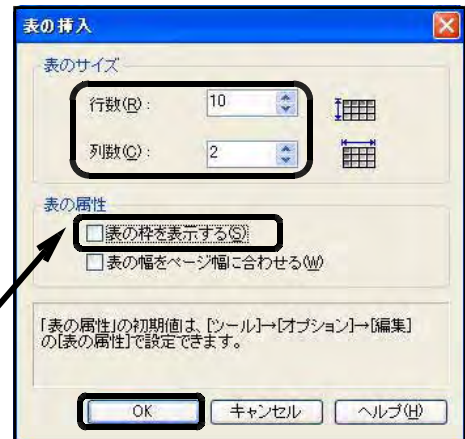 表の挿入
表のサイズ
行数(R): 10
列数(C): 2
表の属性
表の枠を表示する(S)
表の幅をページ幅に合わせる(W)
「表の属性」の初期値は、[ツール]→[オプション]→[編集]
の[表の属性]で設定できます。
OK キャンセル ヘルプ(H)